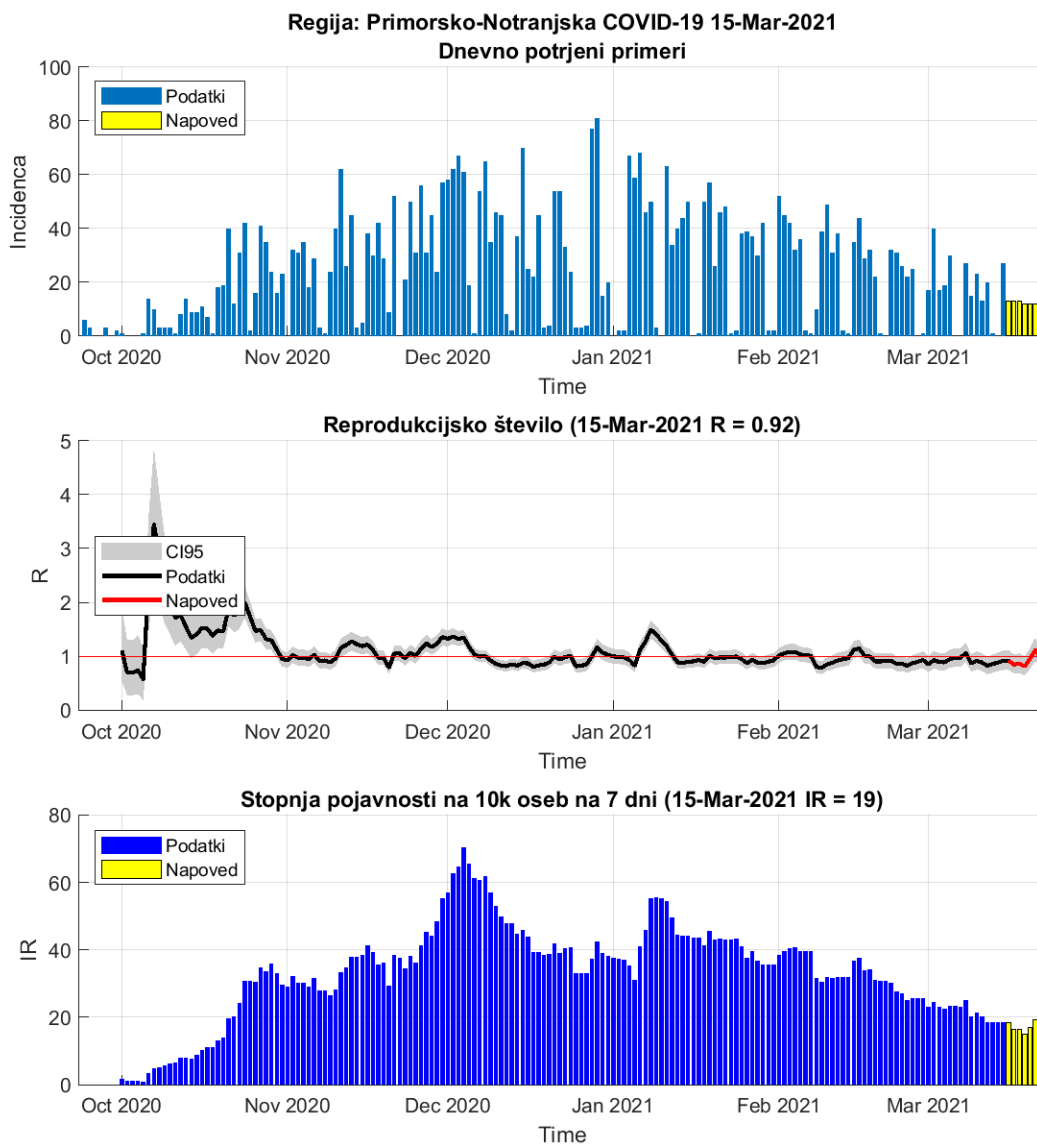 Regija: Primorsko-Notranjska COVID-19 15-Mar-2021
Dnevno potrjeni primeri
100
80
60
40
20
0
Incidenca
Podatki
Napoved
Oct 2020 Nov 2020 Dec 2020 Jan 2021 Feb 2021 Mar 2021
Time
Reprodukcijsko število (15-Mar-2021 R = 0.92)
5
4
3
2
1
0
R
CI95
Podatki
Napoved
Oct 2020 Nov 2020 Dec 2020 Jan 2021 Feb 2021 Mar 2021
Time
Stopnja pojavnosti na 10k oseb na 7 dni (15-Mar-2021 IR = 19)
80
60
40
20
0
IR
Podatki
Napoved
Oct 2020 Nov 2020 Dec 2020 Jan 2021 Feb 2021 Mar 2021
Time